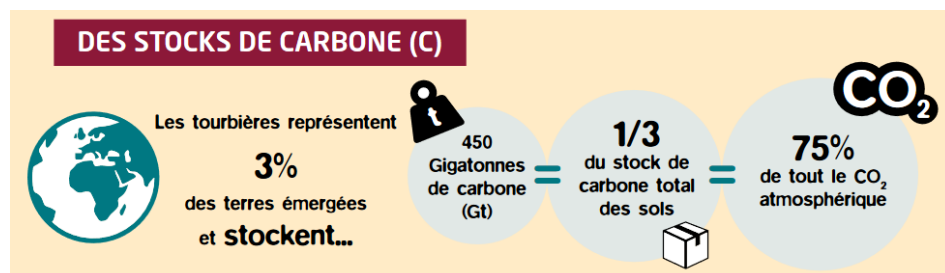 DES STOCKS DE CARBONE (C)
Les tourbières représentent
3%
des terres émergées
et stockent...
t
450
Gigatonnes
de carbone
(Gt)
=
1/3
du stock de
carbone total
des sols
=
CO₂
75%
de tout le CO₂
atmosphérique